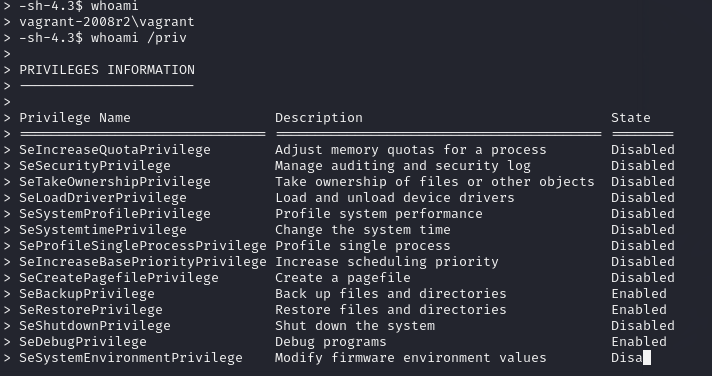 > -sh-4.3$ whoami
> vagrant-2008r2\vagrant
> -sh-4.3$ whoami /priv
>
> PRIVILEGES INFORMATION
> ----------------------
>
> Privilege Name                  Description                               State
> =============================== ========================================= ========
> SeIncreaseQuotaPrivilege        Adjust memory quotas for a process        Disabled
> SeSecurityPrivilege             Manage auditing and security log          Disabled
> SeTakeOwnershipPrivilege        Take ownership of files or other objects  Disabled
> SeLoadDriverPrivilege           Load and unload device drivers            Disabled
> SeSystemProfilePrivilege        Profile system performance                Disabled
> SeSystemtimePrivilege           Change the system time                    Disabled
> SeProfileSingleProcessPrivilege Profile single process                    Disabled
> SeIncreaseBasePriorityPrivilege Increase scheduling priority              Disabled
> SeCreatePagefilePrivilege       Create a pagefile                         Disabled
> SeBackupPrivilege               Back up files and directories             Enabled
> SeRestorePrivilege              Restore files and directories             Enabled
> SeShutdownPrivilege             Shut down the system                      Disabled
> SeDebugPrivilege                Debug programs                            Enabled
> SeSystemEnvironmentPrivilege    Modify firmware environment values        Disa